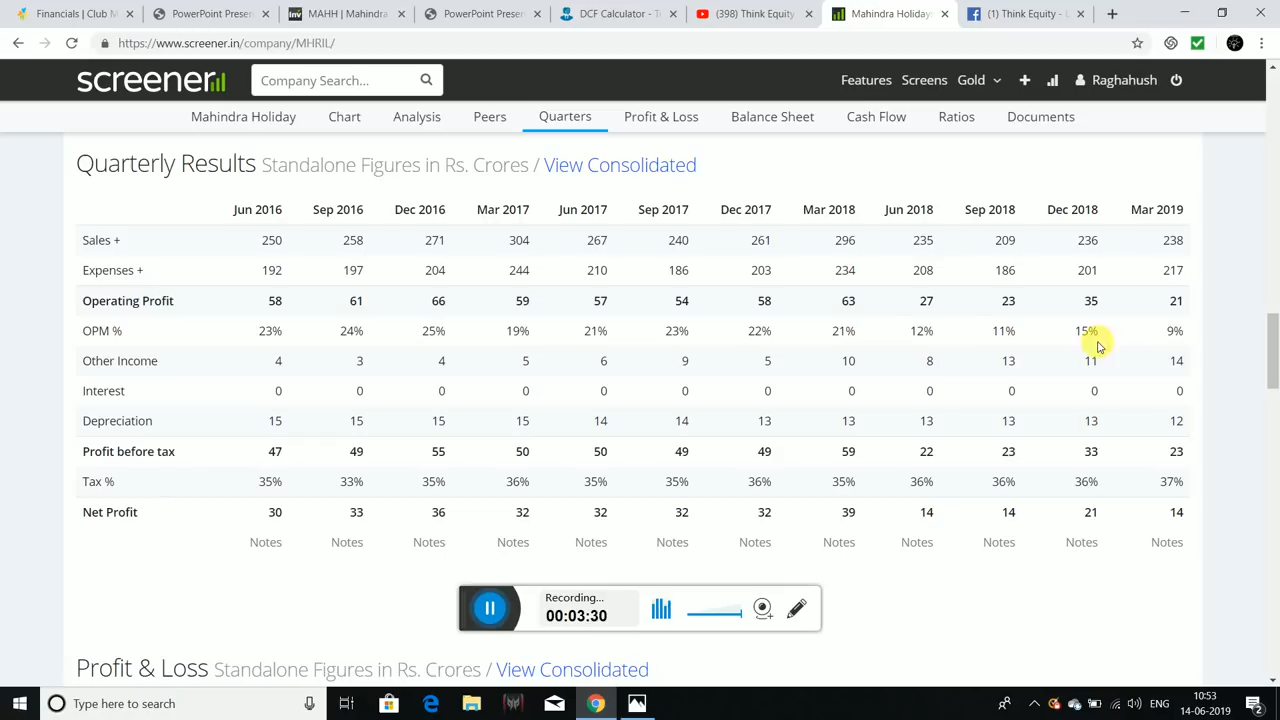 Financials | Club M
PowerPoint Presen
MAHH | Mahindra
PowerPoint Presen
DCF Calculator - T
(398) Think Equity
Mahindra Holiday
(1) Think Equity - L
https://www.screener.in/company/MHRIL/
screener
Company Search...
Features Screens Gold Raghahush
Mahindra Holiday Chart Analysis Peers Quarters Profit & Loss Balance Sheet Cash Flow Ratios Documents
Quarterly Results Standalone Figures in Rs. Crores / View Consolidated
Jun 2016 Sep 2016 Dec 2016 Mar 2017 Jun 2017 Sep 2017 Dec 2017 Mar 2018 Jun 2018 Sep 2018 Dec 2018 Mar 2019
Sales + 250 258 271 304 267 240 261 296 235 209 236 238
Expenses + 192 197 204 244 210 186 203 234 208 186 201 217
Operating Profit 58 61 66 59 57 54 58 63 27 23 35 21
OPM % 23% 24% 25% 19% 21% 23% 22% 21% 12% 11% 15% 9%
Other Income 4 3 4 5 6 9 5 10 8 13 11 14
Interest 0 0 0 0 0 0 0 0 0 0 0 0
Depreciation 15 15 15 15 14 14 13 13 13 13 13 12
Profit before tax 47 49 55 50 50 49 49 59 22 23 33 23
Tax % 35% 33% 35% 36% 35% 35% 36% 35% 36% 36% 36% 37%
Net Profit 30 33 36 32 32 32 32 39 14 14 21 14
Notes Notes Notes Notes Notes Notes Notes Notes Notes Notes Notes Notes
Recording...
00:03:30
Profit & Loss Standalone Figures in Rs. Crores / View Consolidated
Type here to search
ENG
10:53
14-06-2019
2